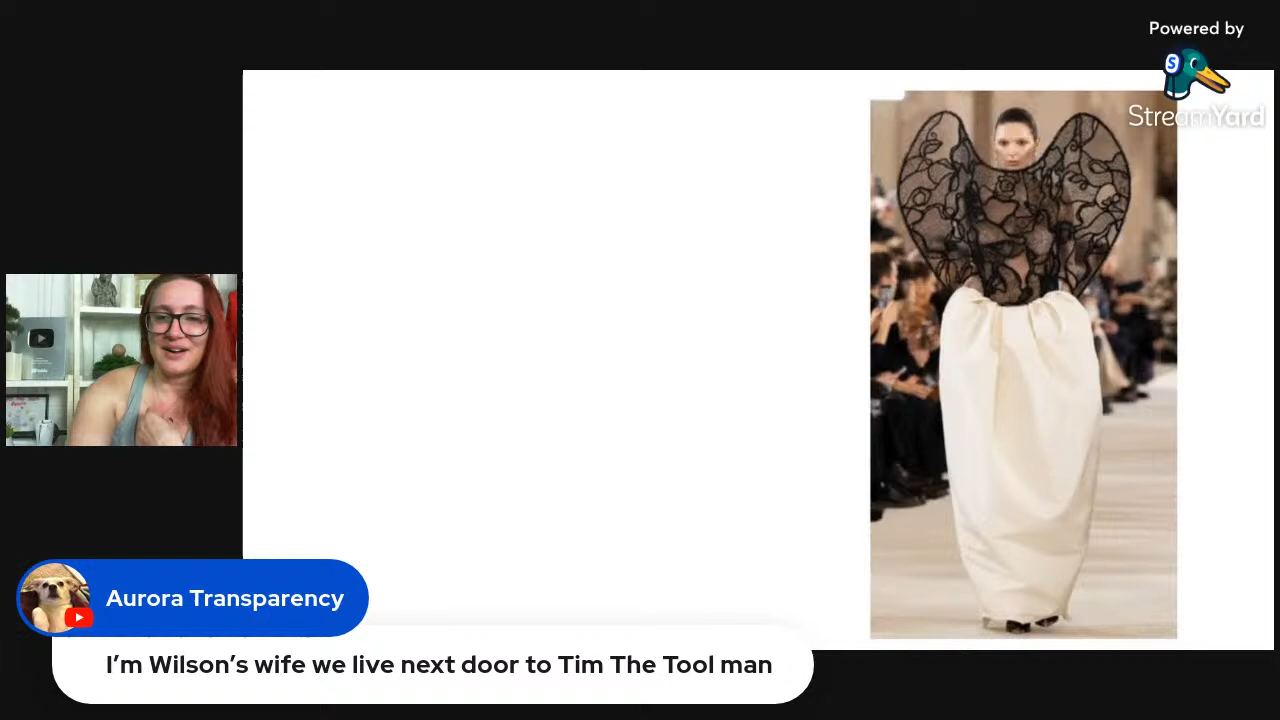 Powered by
StreamYard
Aurora Transparency
I’m Wilson’s wife we live next door to Tim The Tool man